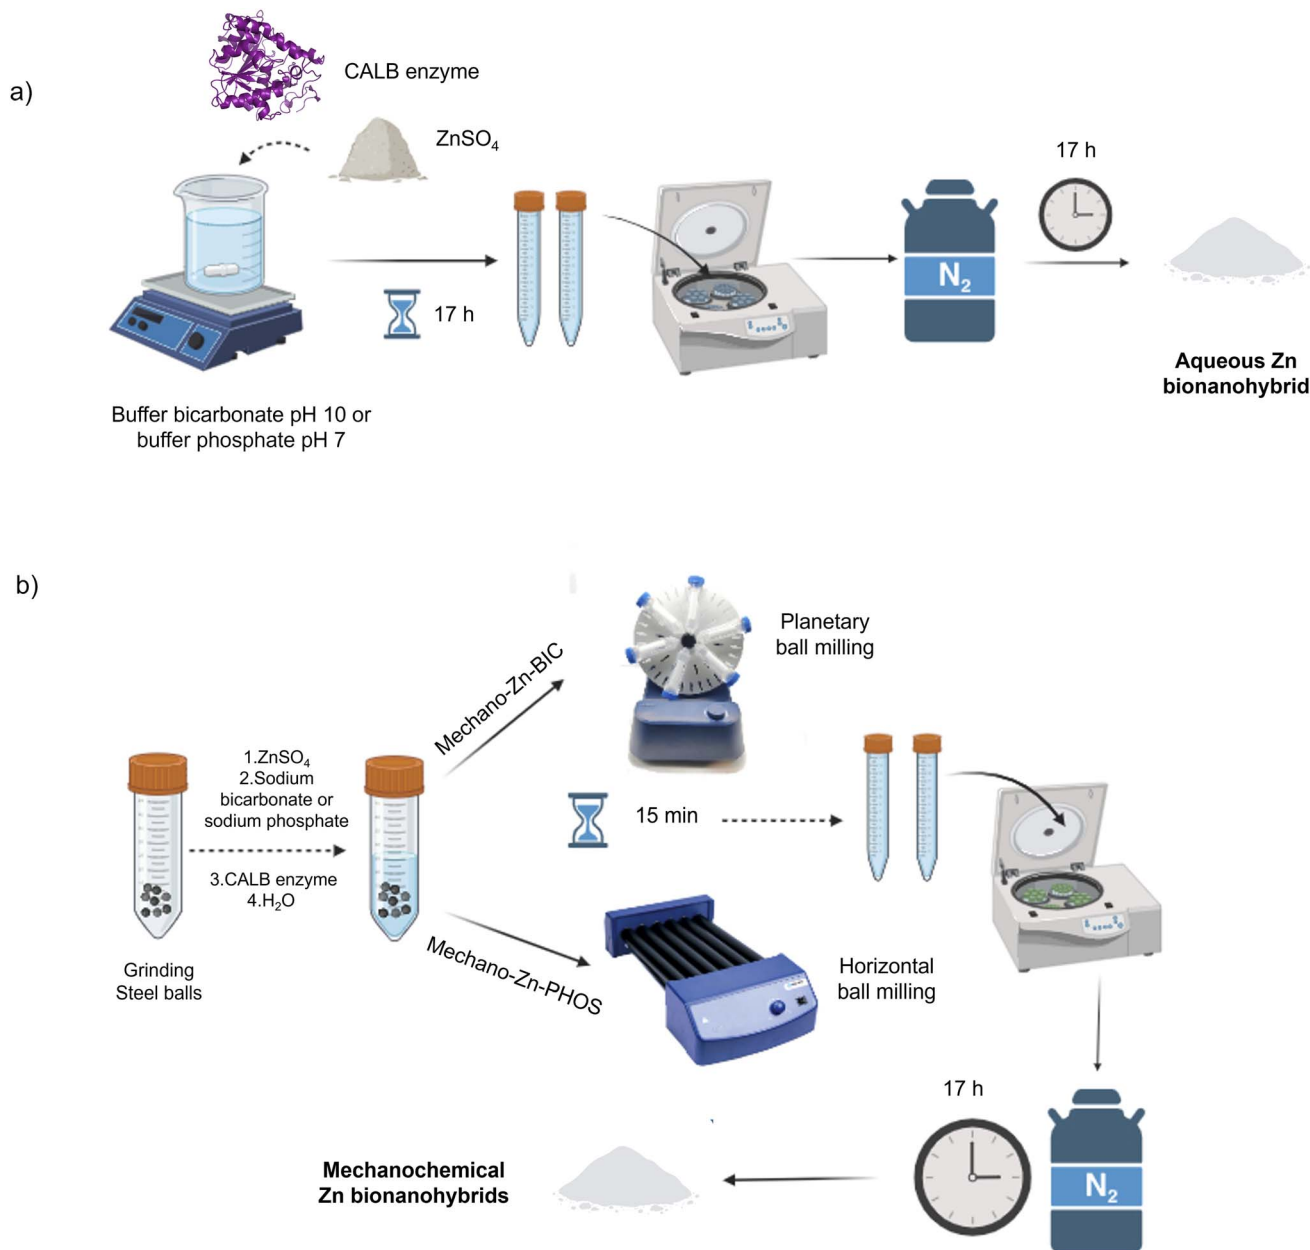 a)
CALB enzyme
ZnSO₄
17 h
17 h
N₂
Buffer bicarbonate pH 10 or
buffer phosphate pH 7
Aqueous Zn
bionanohybrid
b)
Planetary
ball milling
Mechano-Zn-BIC
1.ZnSO₄
2.Sodium
bicarbonate or
sodium phosphate
3.CALB enzyme
4.H₂O
15 min
Grinding
Steel balls
Mechano-Zn-PHOS
Horizontal
ball milling
17 h
N₂
Mechanochemical
Zn bionanohybrids